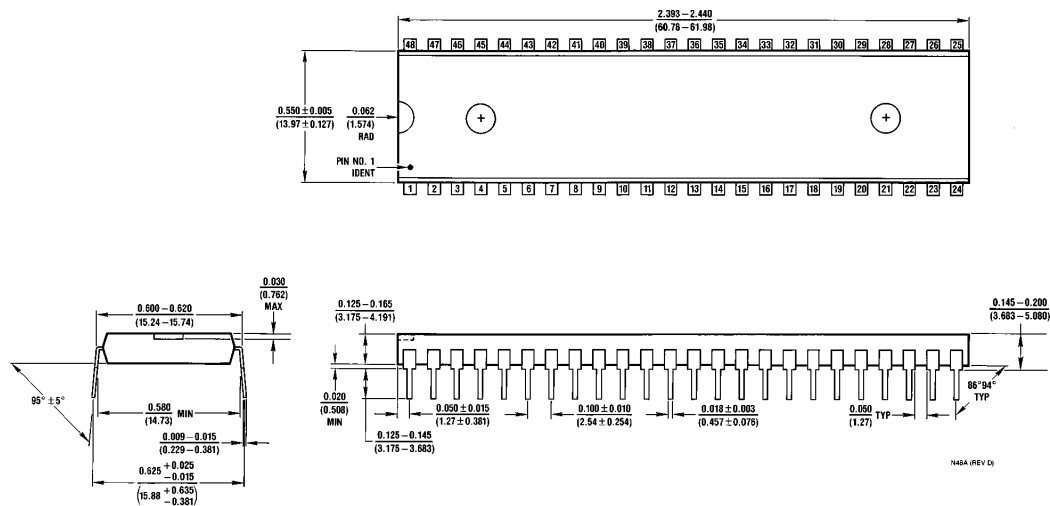 2.393–2.440
(60.78–61.98)
48 47 46 45 44 43 42 41 40 39 38 37 36 35 34 33 32 31 30 29 28 27 26 25
0.550 ± 0.005
(13.97 ± 0.127)
0.062
(1.574)
RAD
PIN NO. 1
IDENT
1 2 3 4 5 6 7 8 9 10 11 12 13 14 15 16 17 18 19 20 21 22 23 24
0.600–0.620
(15.24–15.74)
0.030
(0.762)
MAX
95° ±5°
0.580
(14.73)
MIN
0.009–0.015
(0.229–0.381)
0.625 +0.025
–0.015
(15.88 +0.635
–0.381)
0.125–0.165
(3.175–4.191)
0.145–0.200
(3.683–5.080)
0.020
(0.508)
MIN
0.125–0.145
(3.175–3.683)
0.050 ± 0.015
(1.27 ± 0.381)
0.100 ± 0.010
(2.54 ± 0.254)
0.018 ± 0.003
(0.457 ± 0.076)
0.050
(1.27)
TYP
86°94°
TYP
N48A (REV D)